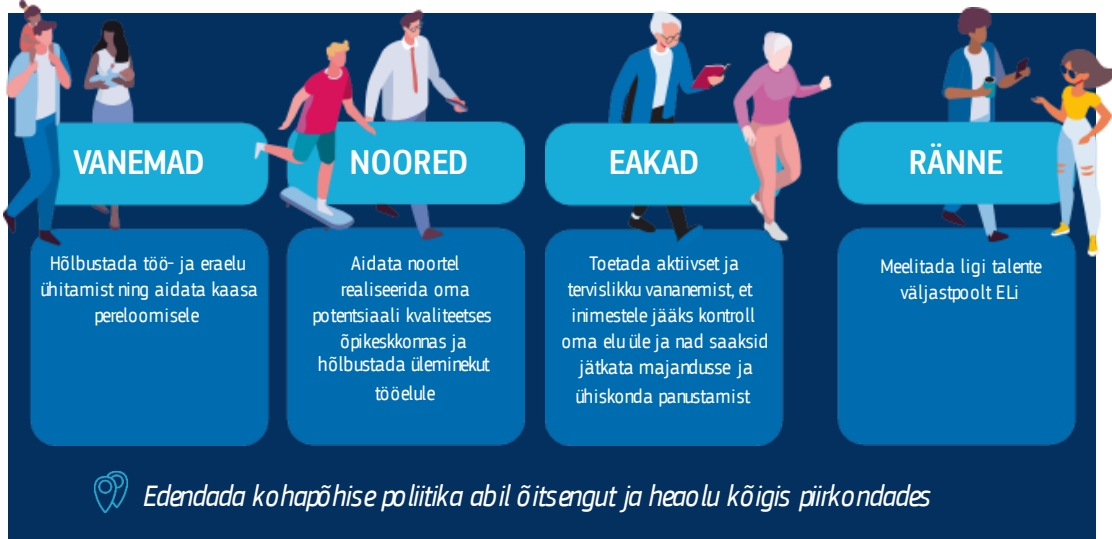 VANEMAD
Hõlbustada töö- ja eraelu
ühitamist ning aidata kaasa
pereloomisele
NOORED
Aidata noortel
realiseerida oma
potentsiaali kvaliteetses
õpikeskkonnas ja
hõlbustada üleminekut
tööelule
EAKAD
Toetada aktiivset ja
tervislikku vananemist, et
inimestele jääks kontroll
oma elu üle ja nad saaksid
jätkata majandusse ja
ühiskonda panustamist
RÄNNE
Meelitada ligi talente
väljastpoolt ELi
Edendada kohapõhise poliitika abil õitsengut ja heaolu kõigis piirkondades